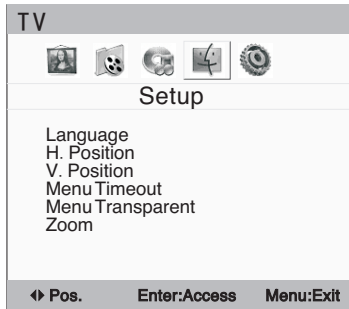 TV
Setup
Language
H. Position
V. Position
Menu Timeout
Menu Transparent
Zoom
◀▶ Pos. Enter:Access Menu:Exit